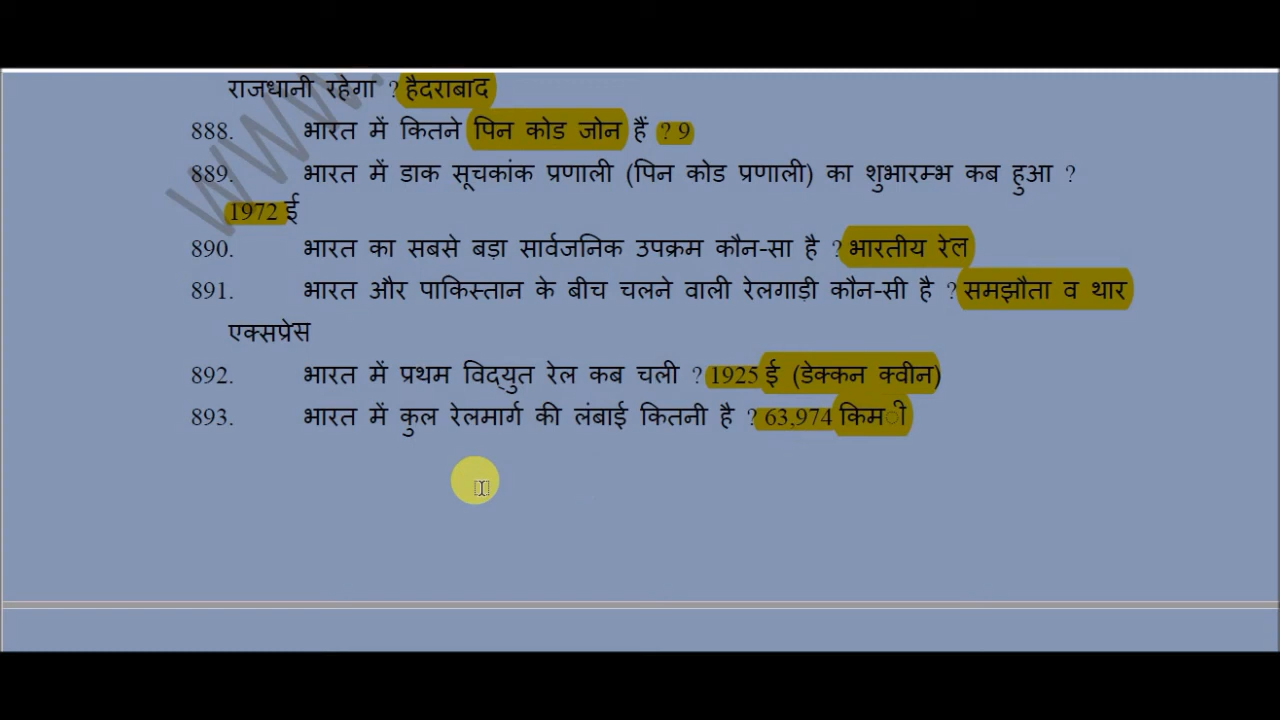 राजधानी रहेगा ? हैदराबाद
888. भारत में कितने पिन कोड जोन हैं ? 9
889. भारत में डाक सूचकांक प्रणाली (पिन कोड प्रणाली) का शुभारम्भ कब हुआ ?
1972 ई
890. भारत का सबसे बड़ा सार्वजनिक उपक्रम कौन-सा है ? भारतीय रेल
891. भारत और पाकिस्तान के बीच चलने वाली रेलगाड़ी कौन-सी है ? समझौता व थार
एक्सप्रेस
892. भारत में प्रथम विद्युत रेल कब चली ? 1925 ई (डेक्कन क्वीन)
893. भारत में कुल रेलमार्ग की लंबाई कितनी है ? 63,974 किमी
www.